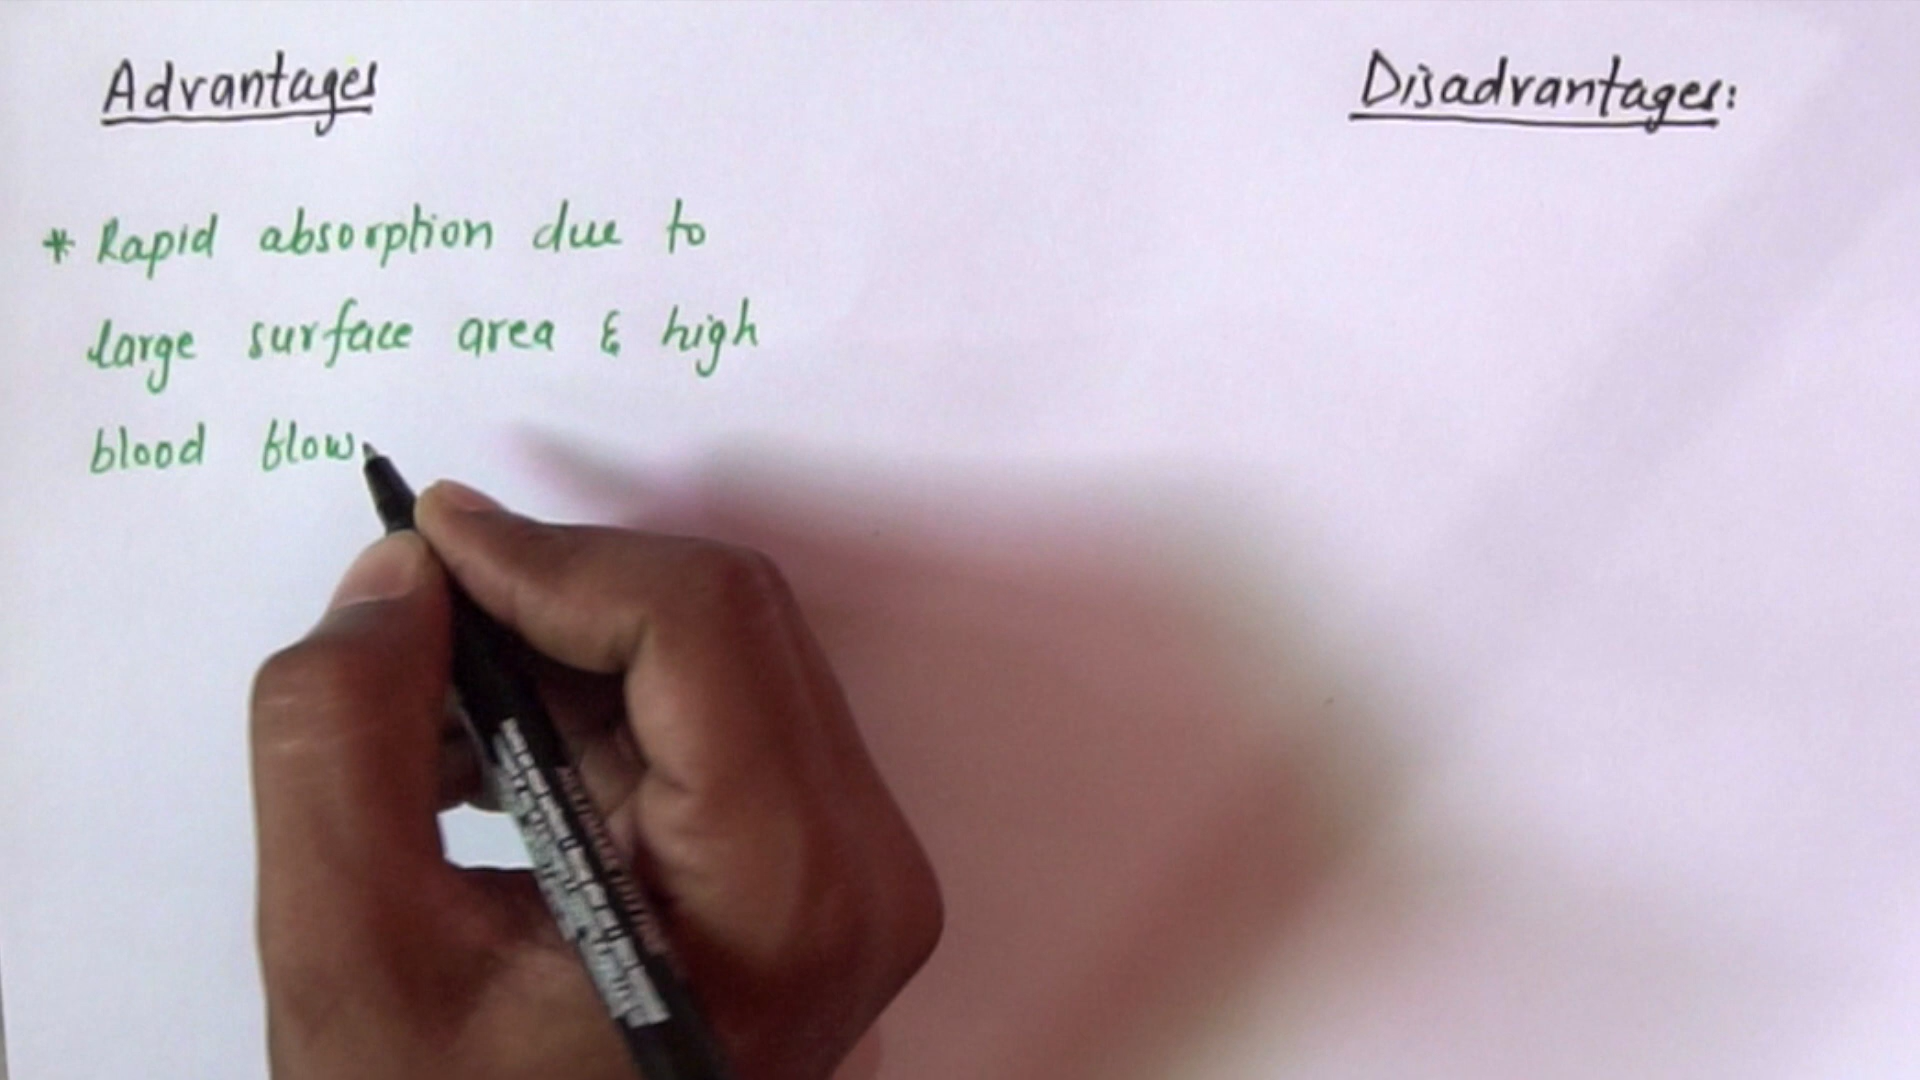 Advantages
Disadvantages:
* Rapid absorption due to
large surface area & high
blood flow